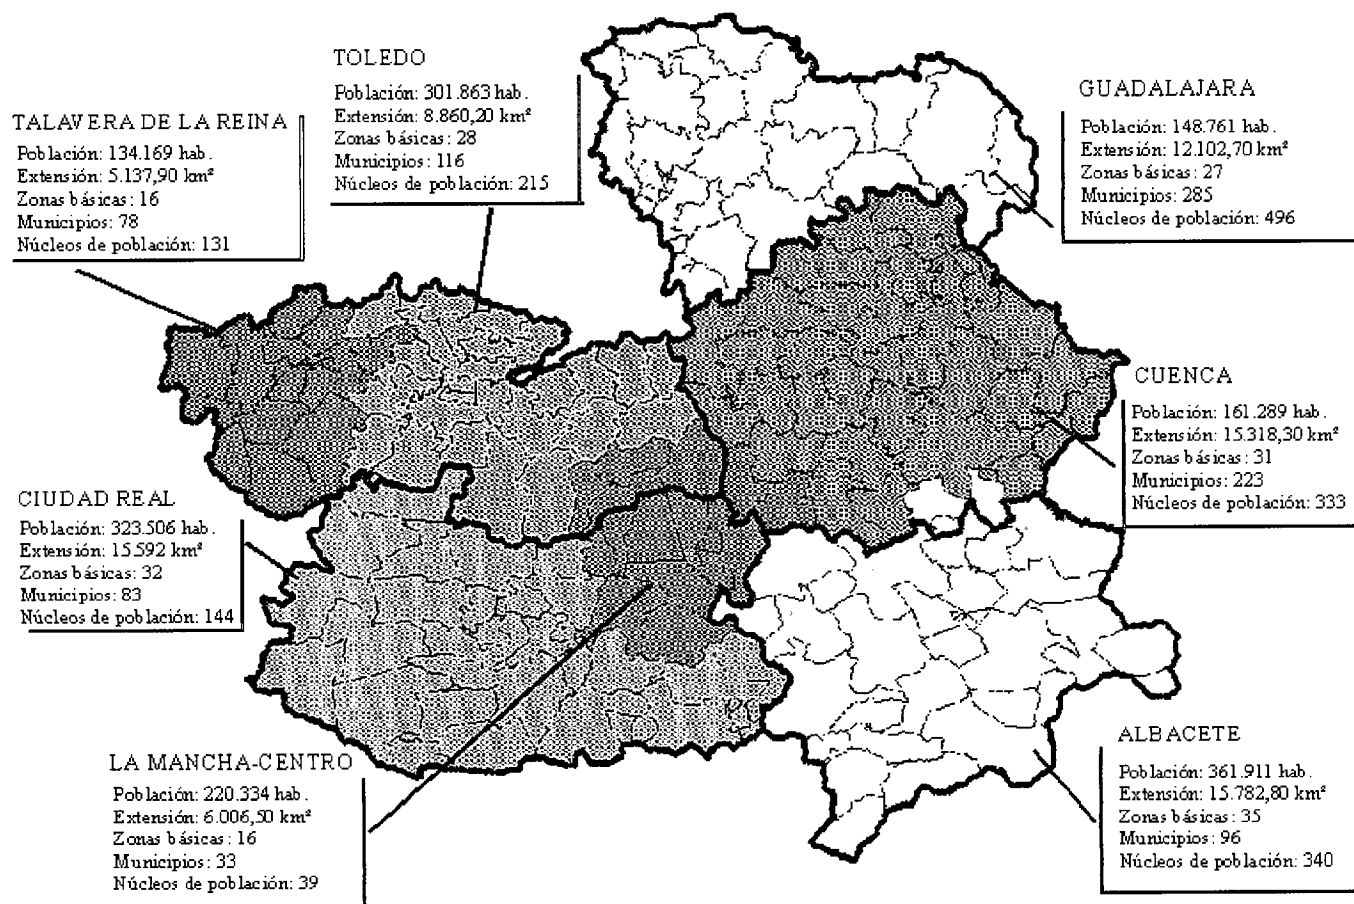 TOLEDO
Población: 301.863 hab.
Extensión: 8.860,20 km²
Zonas básicas: 28
Municipios: 116
Núcleos de población: 215
GUADALAJARA
Población: 148.761 hab.
Extensión: 12.102,70 km²
Zonas básicas: 27
Municipios: 285
Núcleos de población: 496
TALAVERA DE LA REINA
Población: 134.169 hab.
Extensión: 5.137,90 km²
Zonas básicas: 16
Municipios: 78
Núcleos de población: 131
CUENCA
Población: 161.289 hab.
Extensión: 15.318,30 km²
Zonas básicas: 31
Municipios: 223
Núcleos de población: 333
CIUDAD REAL
Población: 323.506 hab.
Extensión: 15.592 km²
Zonas básicas: 32
Municipios: 83
Núcleos de población: 144
LA MANCHA-CENTRO
Población: 220.334 hab.
Extensión: 6.006,50 km²
Zonas básicas: 16
Municipios: 33
Núcleos de población: 39
ALBACETE
Población: 361.911 hab.
Extensión: 15.782,80 km²
Zonas básicas: 35
Municipios: 96
Núcleos de población: 340